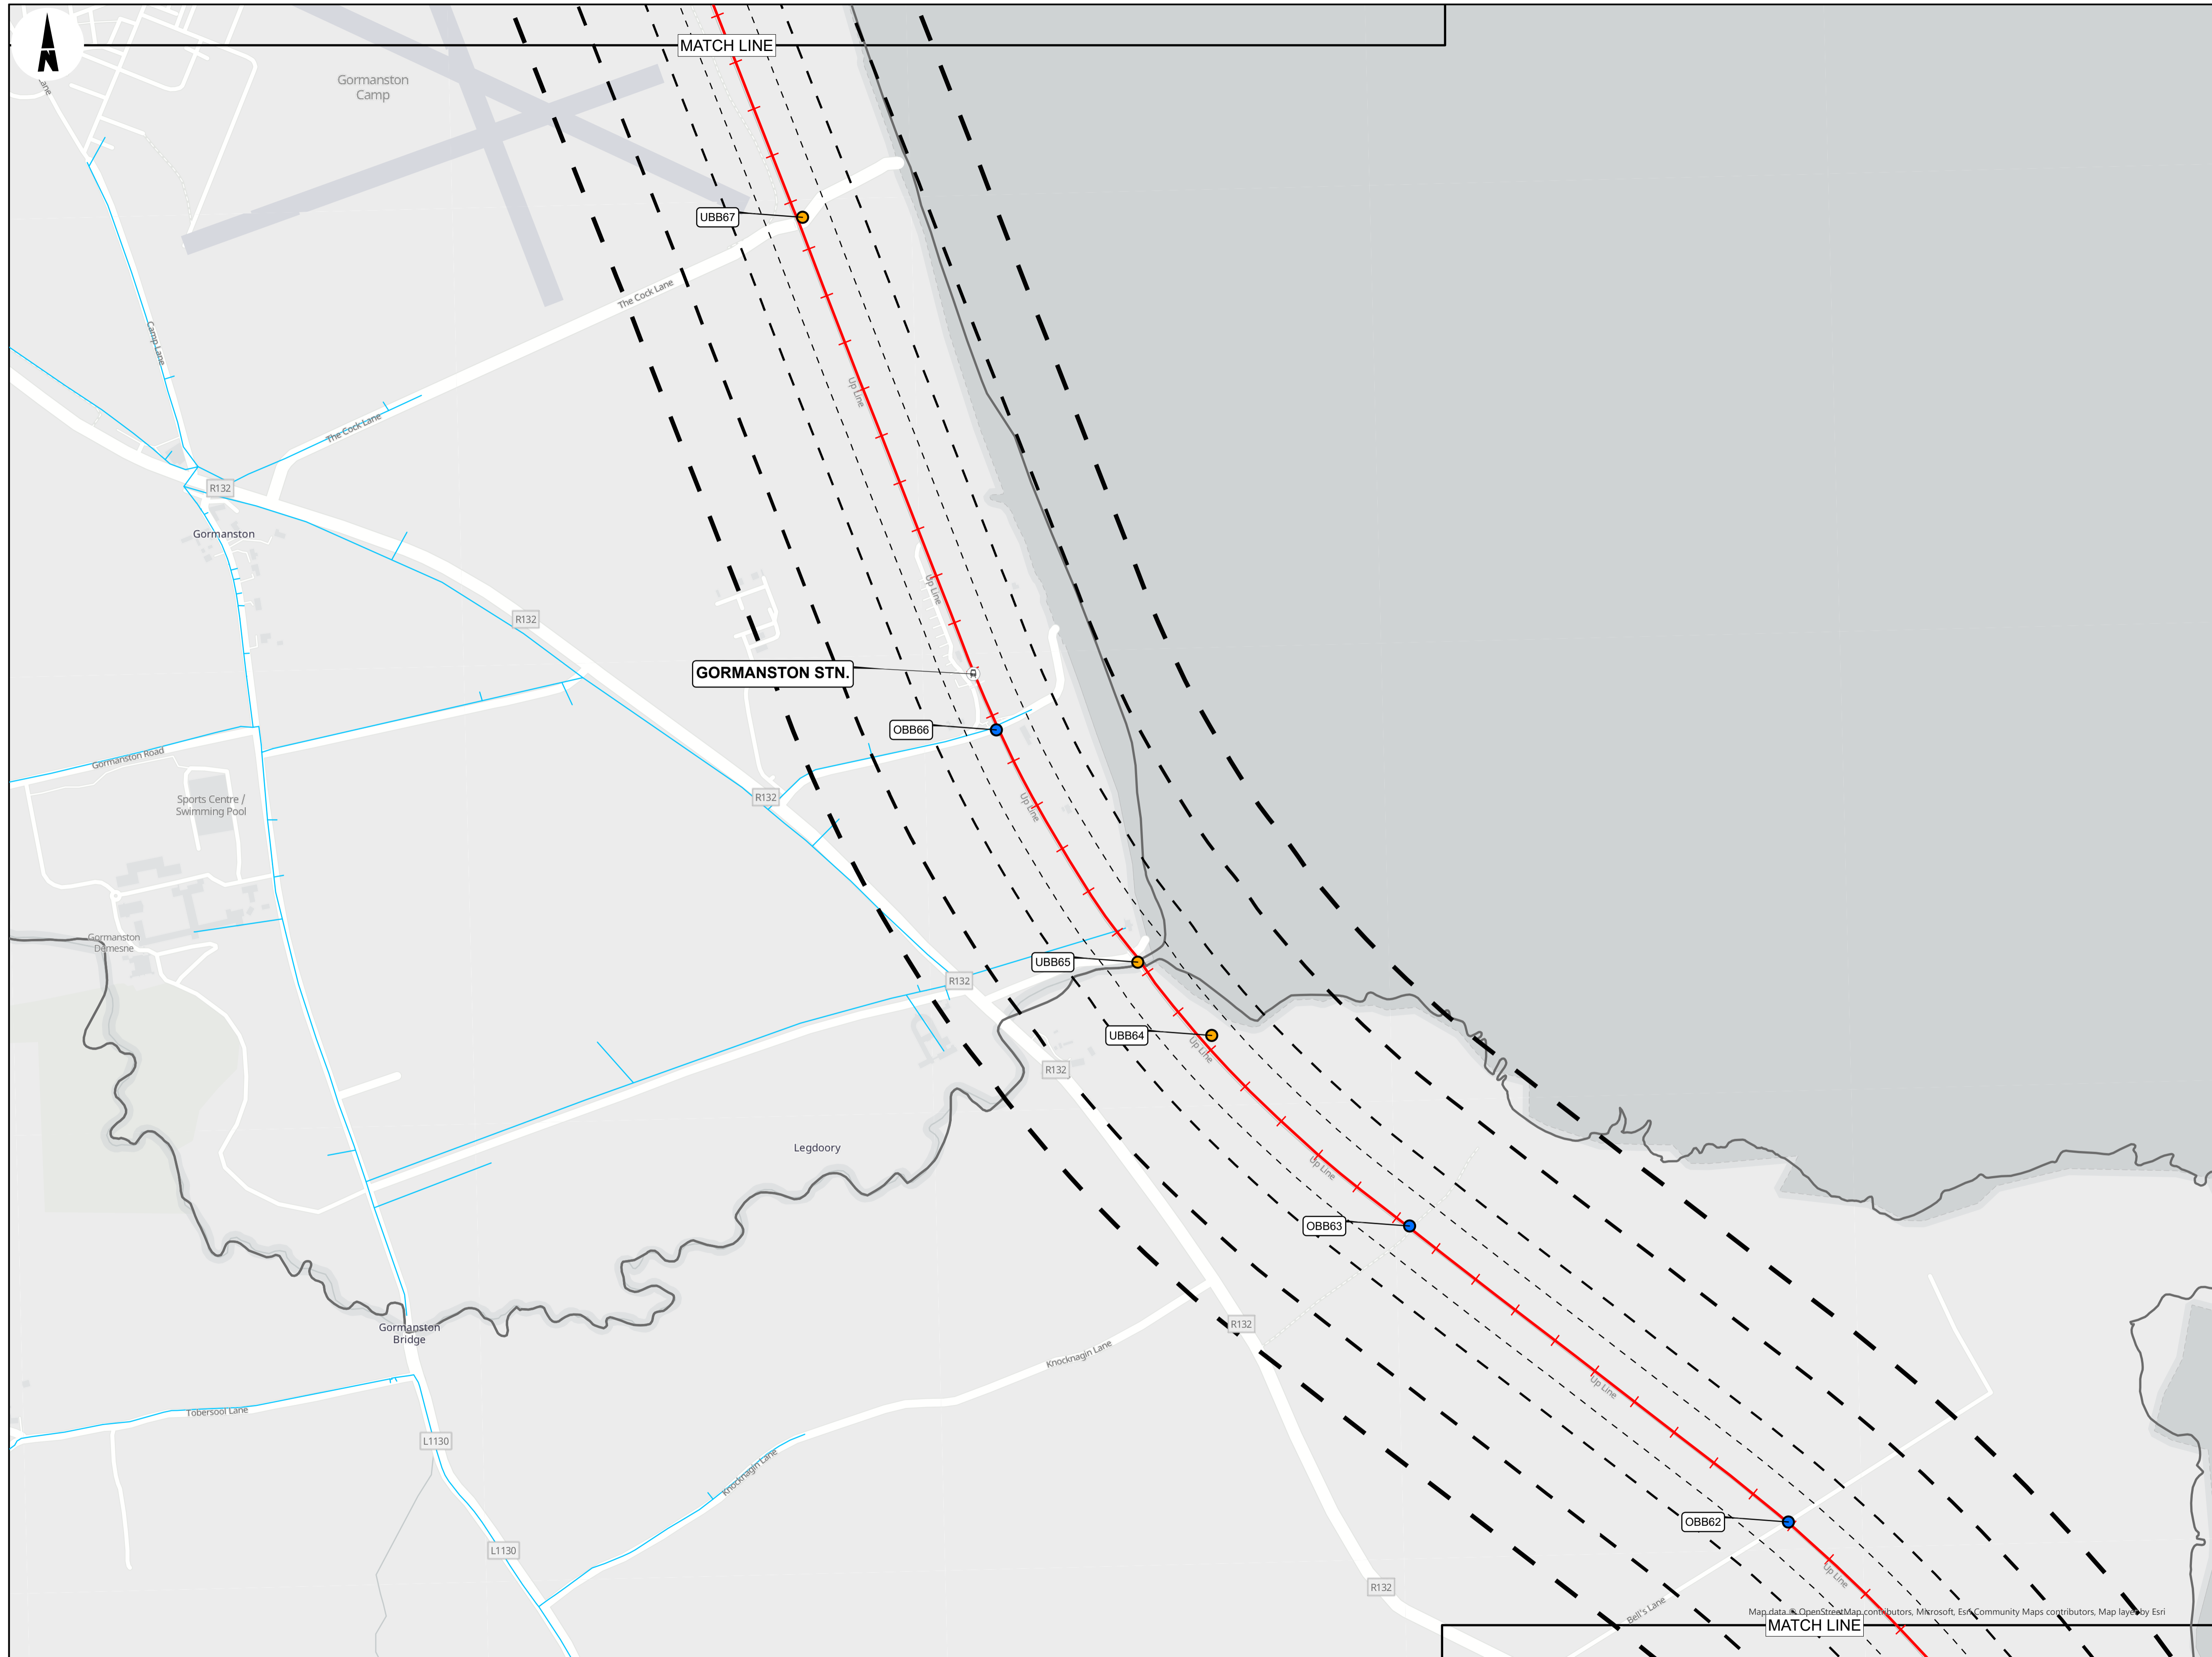 MATCH LINE
N
Gormanston
Camp
Lane
UBB67
The Cock Lane
Camp Lane
Up Line
The Cock Lane
R132
Gormanston
Up Line
R132
GORMANSTON STN.
OBB66
Gormanston Road
R132
Sports Centre /
Swimming Pool
Up Line
Gormanston
Demesne
UBB65
R132
UBB64
Up Line
R132
Legdoory
Up Line
OBB63
R132
Gormanston
Bridge
Knocknagin Lane
Up Line
Tobersool Lane
L1130
Knocknagin Lane
OBB62
L1130
Up Line
R132
Bell's Lane
Map data © OpenStreetMap contributors, Microsoft, Esri Community Maps contributors, Map layer by Esri
MATCH LINE